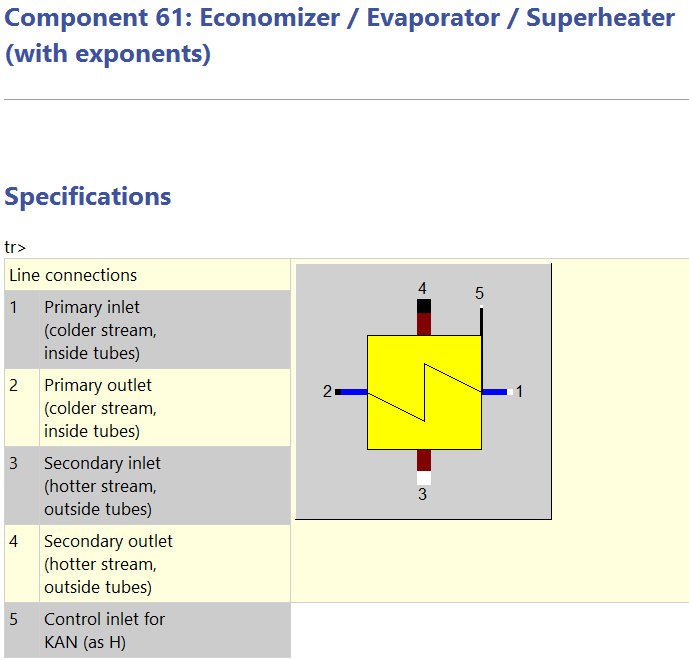 Component 61: Economizer / Evaporator / Superheater
(with exponents)
Specifications
tr>
Line connections
1 Primary inlet
(colder stream,
inside tubes)
2 Primary outlet
(colder stream,
inside tubes)
3 Secondary inlet
(hotter stream,
outside tubes)
4 Secondary outlet
(hotter stream,
outside tubes)
5 Control inlet for
KAN (as H)
4
5
2
1
3